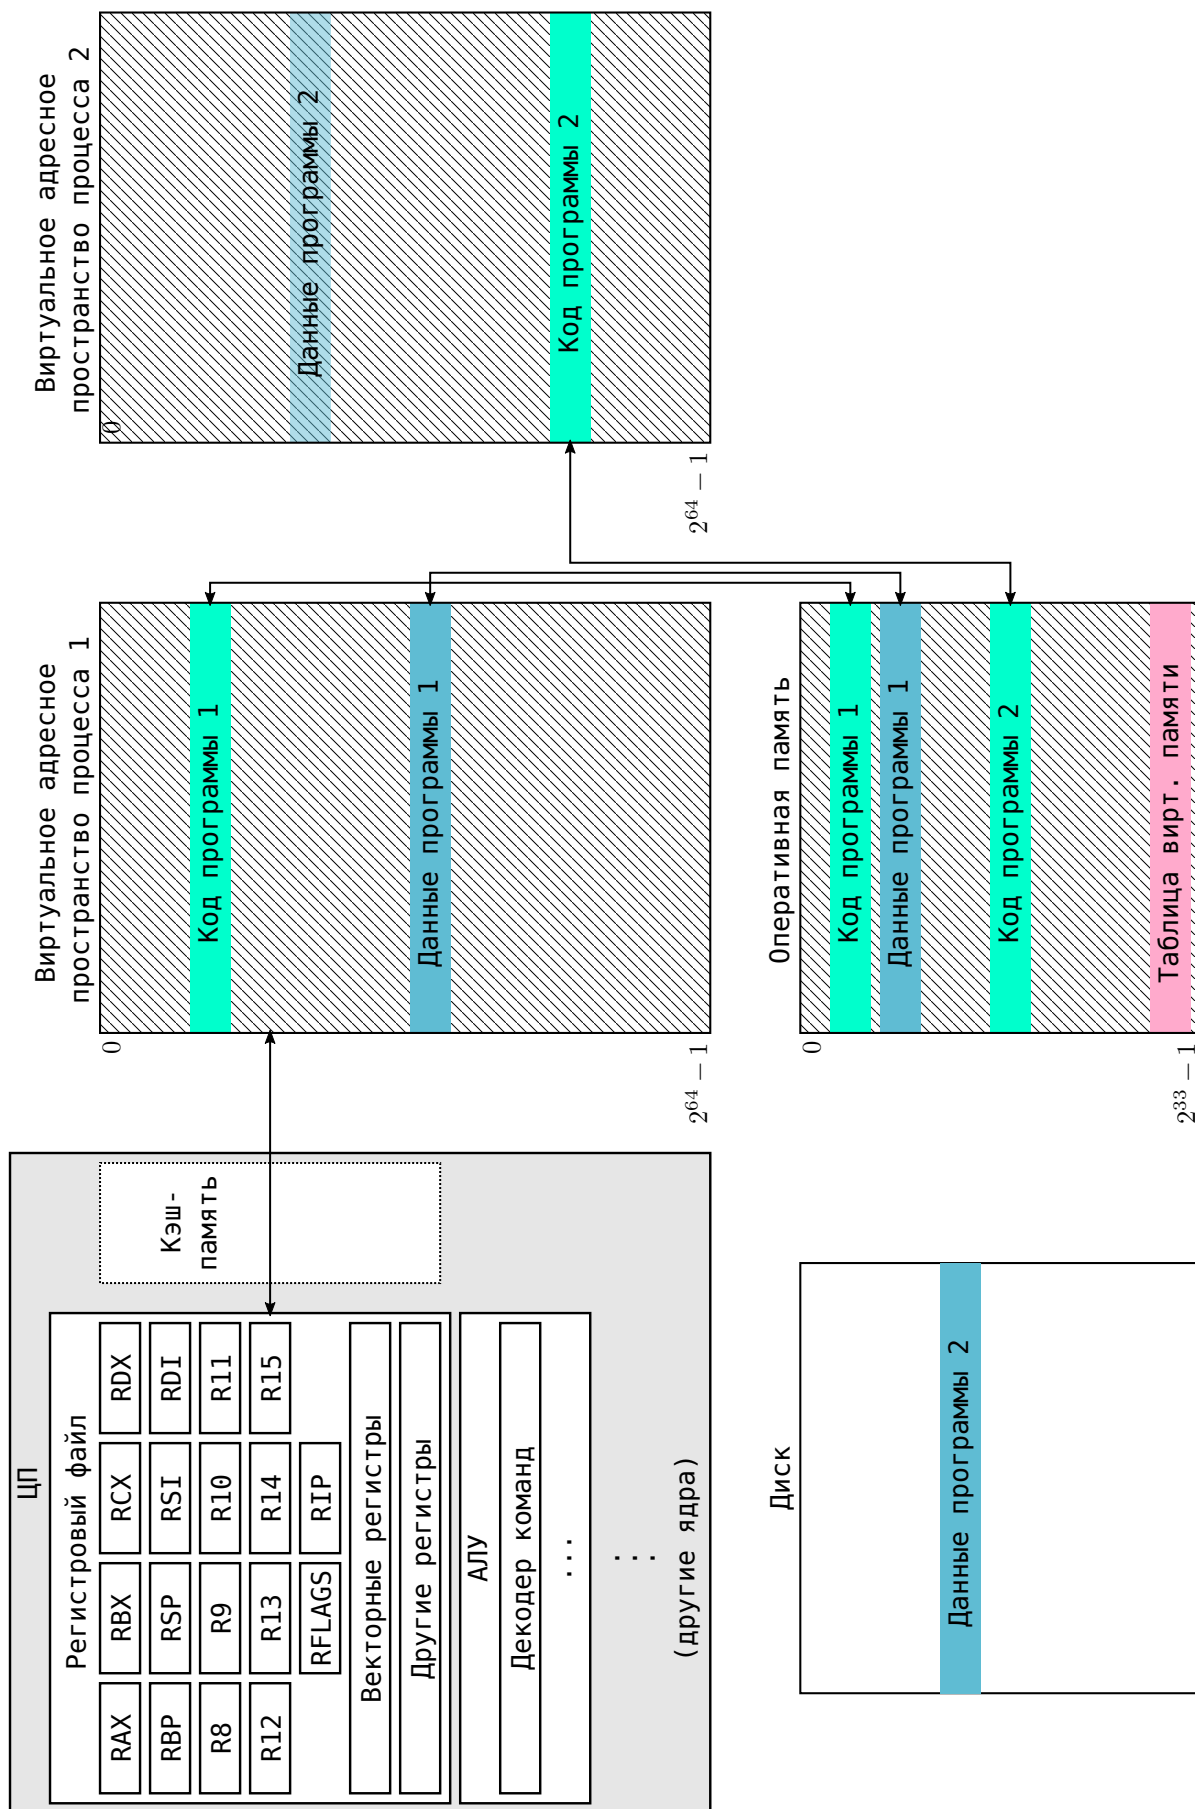 ЦП
Регистровый файл
RAX RBX RCX RDX
RBP RSP RSI RDI
R8 R9 R10 R11
R12 R13 R14 R15
RFLAGS RIP
Векторные регистры
Другие регистры
АЛУ
Декодер команд
...
...
(другие ядра)
Кэш-
память
Виртуальное адресное
пространство процесса 1
0
Код программы 1
Данные программы 1
2^64 − 1
Виртуальное адресное
пространство процесса 2
0
Данные программы 2
Код программы 2
2^64 − 1
Диск
Данные программы 2
Оперативная память
0
Код программы 1
Данные программы 1
Код программы 2
Таблица вирт. памяти
2^33 − 1